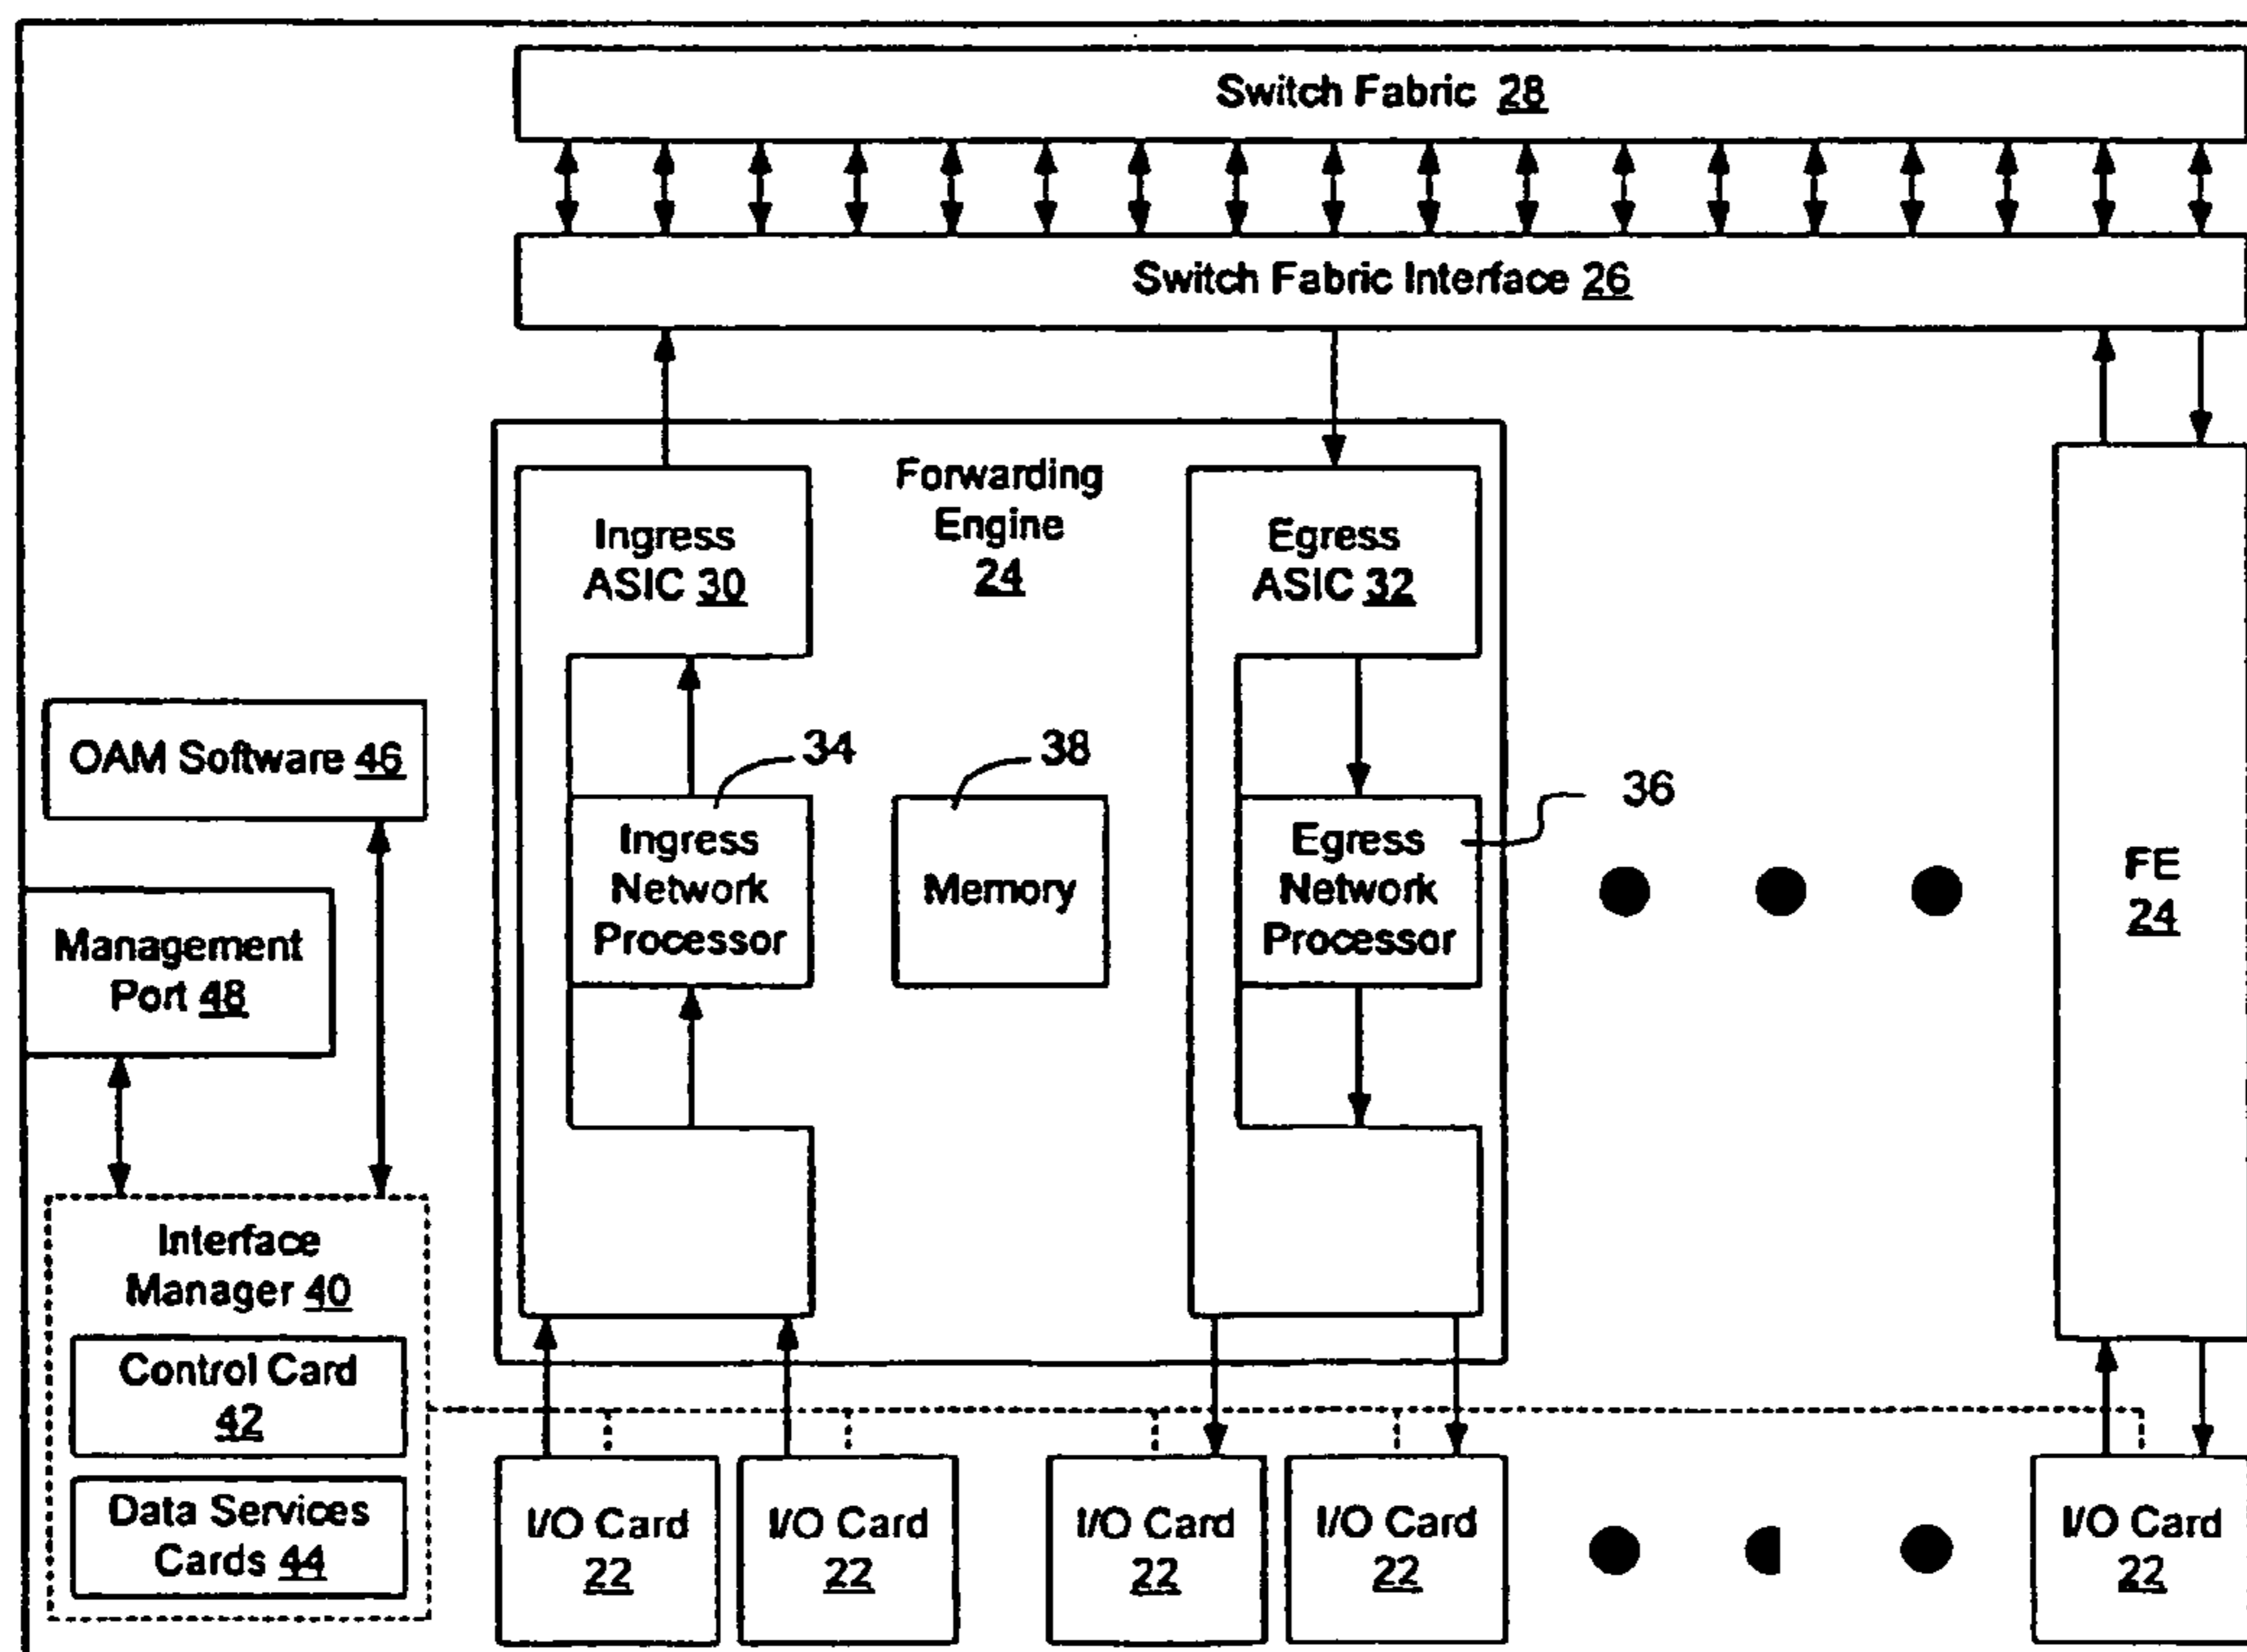 Switch Fabric 28
Switch Fabric Interface 26
Forwarding
Engine
24
Ingress
ASIC 30
Egress
ASIC 32
OAM Software 46
34
38
36
Ingress
Network
Processor
Memory
Egress
Network
Processor
FE
24
Management
Port 48
Interface
Manager 40
Control Card
42
Data Services
Cards 44
I/O Card
22
I/O Card
22
I/O Card
22
I/O Card
22
I/O Card
22